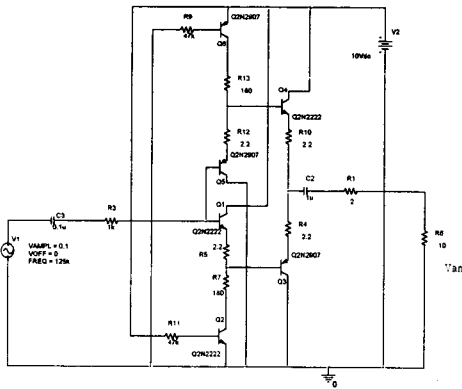 R9
47k
Q2N2907
Q6
V2
10Vdc
R13
180
Q4
Q2N2222
R12
2.2
Q2N2907
R10
2.2
Q5
C2
1u
R1
2
C3
0.1u
R3
1k
Q1
Q2N2222
V1
VAMPL = 0.1
VOFF = 0
FREQ = 125k
2.2
R5
R4
2.2
R6
10
Van
R7
180
Q2N2907
Q3
Q2
R11
47k
Q2N2222
0